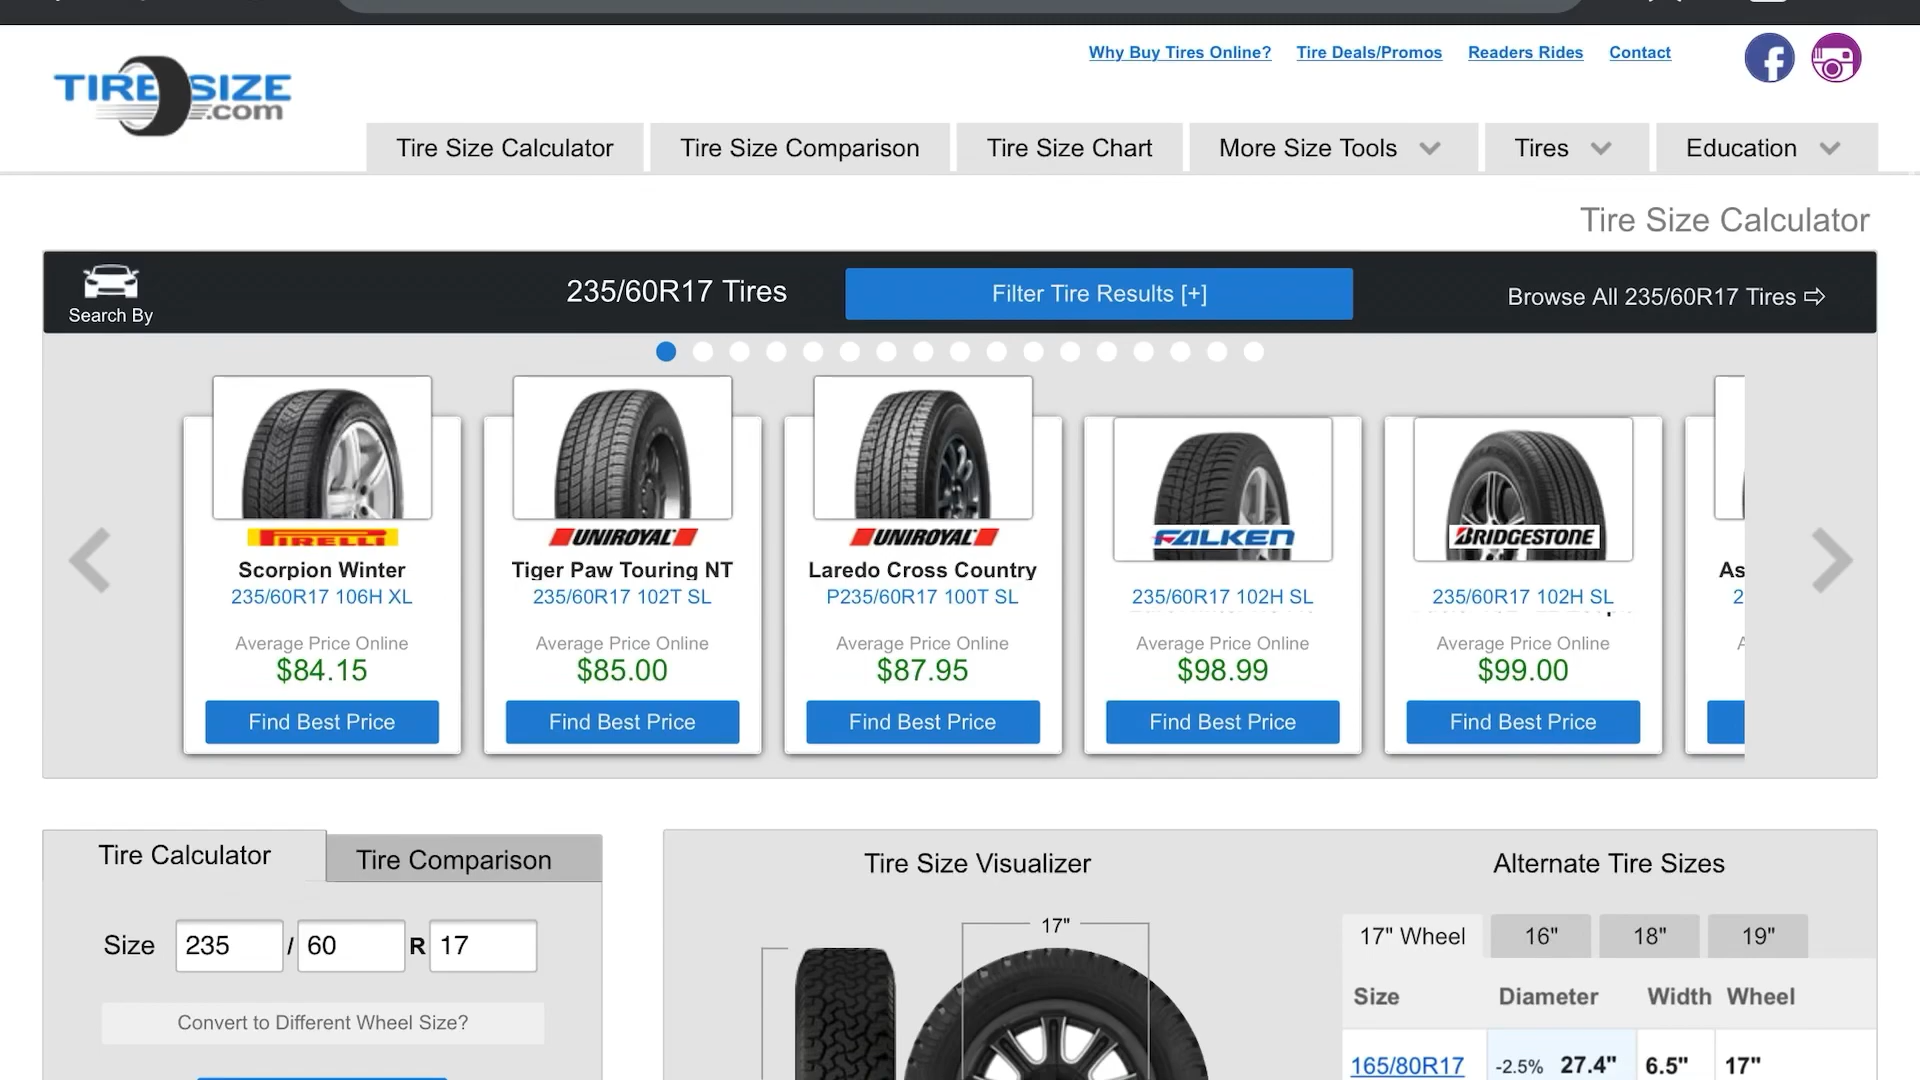 Why Buy Tires Online? Tire Deals/Promos Readers Rides Contact
TIRE SIZE
.com
Tire Size Calculator Tire Size Comparison Tire Size Chart More Size Tools Tires Education
Tire Size Calculator
Search By
235/60R17 Tires
Filter Tire Results [+]
Browse All 235/60R17 Tires ⇨
PIRELLI
Scorpion Winter
235/60R17 106H XL
Average Price Online
$84.15
Find Best Price
UNIROYAL
Tiger Paw Touring NT
235/60R17 102T SL
Average Price Online
$85.00
Find Best Price
UNIROYAL
Laredo Cross Country
P235/60R17 100T SL
Average Price Online
$87.95
Find Best Price
FALKEN
235/60R17 102H SL
Average Price Online
$98.99
Find Best Price
BRIDGESTONE
235/60R17 102H SL
Average Price Online
$99.00
Find Best Price
As
2
Tire Calculator Tire Comparison
Size 235 / 60 R 17
Convert to Different Wheel Size?
Tire Size Visualizer
17"
Alternate Tire Sizes
17" Wheel 16" 18" 19"
Size Diameter Width Wheel
165/80R17 -2.5% 27.4" 6.5" 17"